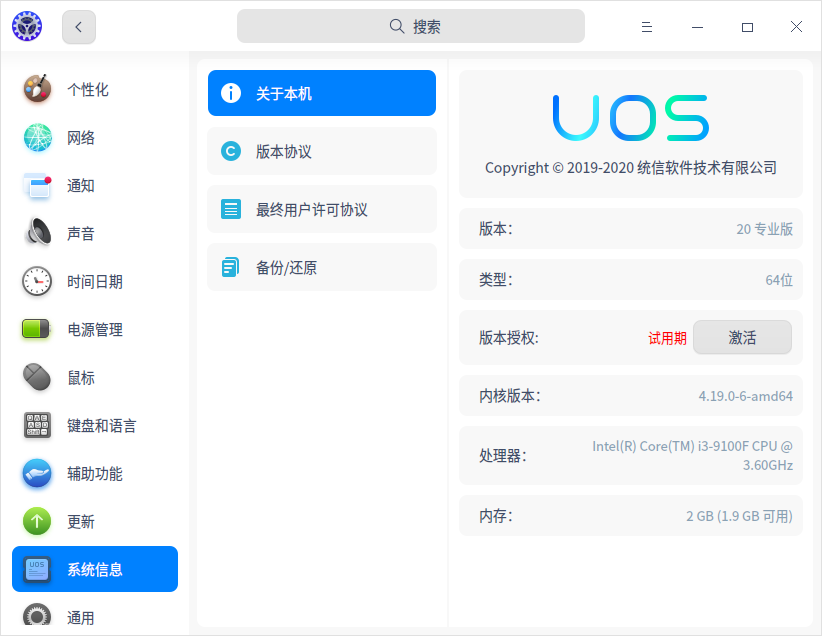 搜索
个性化
网络
通知
声音
时间日期
电源管理
鼠标
键盘和语言
辅助功能
更新
系统信息
通用
关于本机
版本协议
最终用户许可协议
备份/还原
UOS
Copyright © 2019-2020 统信软件技术有限公司
版本: 20 专业版
类型: 64位
版本授权: 试用期 激活
内核版本: 4.19.0-6-amd64
处理器: Intel(R) Core(TM) i3-9100F CPU @
3.60GHz
内存: 2 GB (1.9 GB 可用)